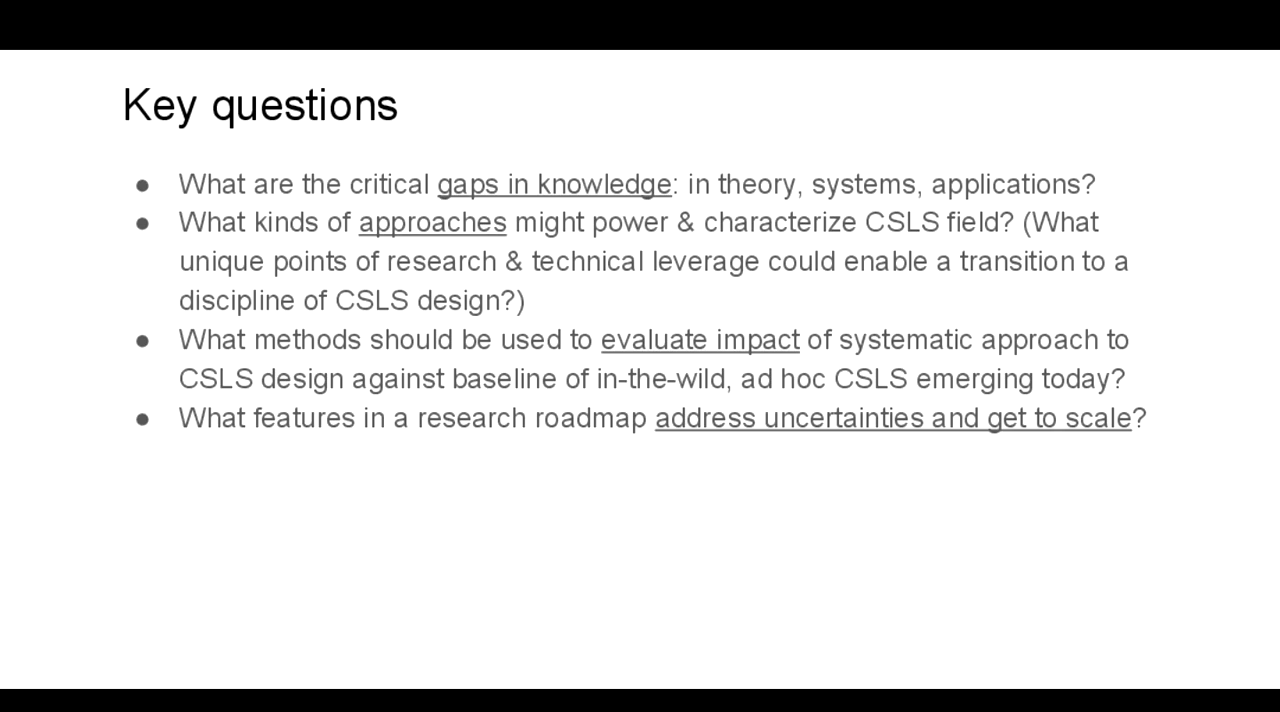 Key questions
● What are the critical gaps in knowledge: in theory, systems, applications?
● What kinds of approaches might power & characterize CSLS field? (What
unique points of research & technical leverage could enable a transition to a
discipline of CSLS design?)
● What methods should be used to evaluate impact of systematic approach to
CSLS design against baseline of in-the-wild, ad hoc CSLS emerging today?
● What features in a research roadmap address uncertainties and get to scale?